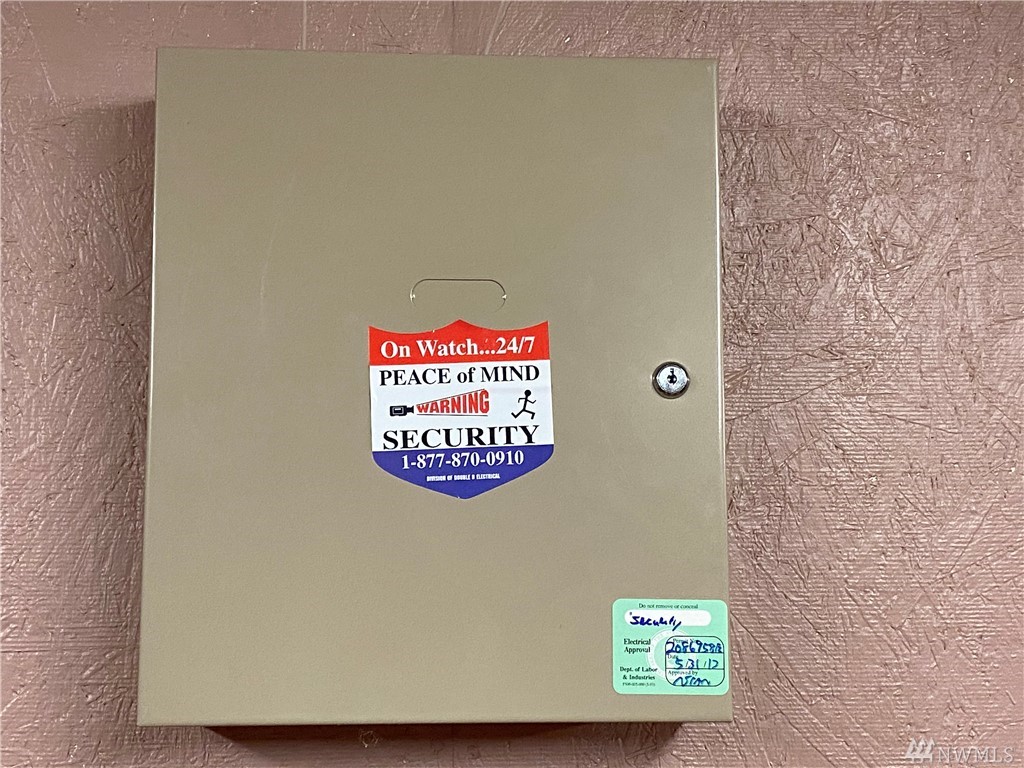 On Watch...24/7
PEACE of MIND
WARNING
SECURITY
1-877-870-0910
DIVISION OF DOUBLE D ELECTRICAL
Do not remove or conceal
Security
Electrical
Approval
Date
5/31/12
Dept. of Labor
& Industries
Approved by
NWMLS